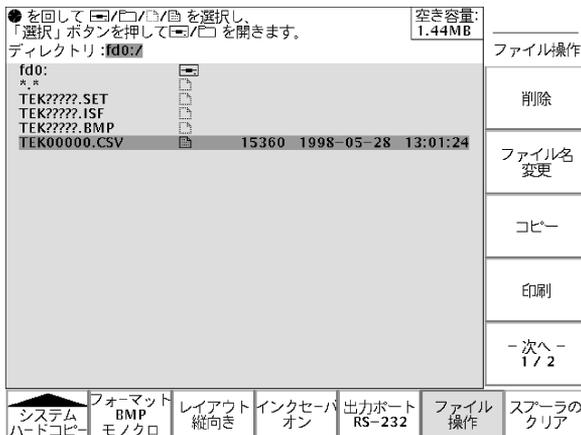 を回して / / / を選択し、
「選択」ボタンを押して / を開きます。
空き容量:
1.44MB
ディレクトリ:fd0:/
fd0:
*.*
TEK?????.SET
TEK?????.ISF
TEK?????.BMP
TEK00000.CSV 15360 1998-05-28 13:01:24
ファイル操作
削除
ファイル名
変更
コピー
印刷
- 次へ -
1 / 2
システム
ハードコピー
フォーマット
BMP
モノクロ
レイアウト
縦向き
インクセーバ
オン
出力ポート
RS-232
ファイル
操作
スプーラの
クリア